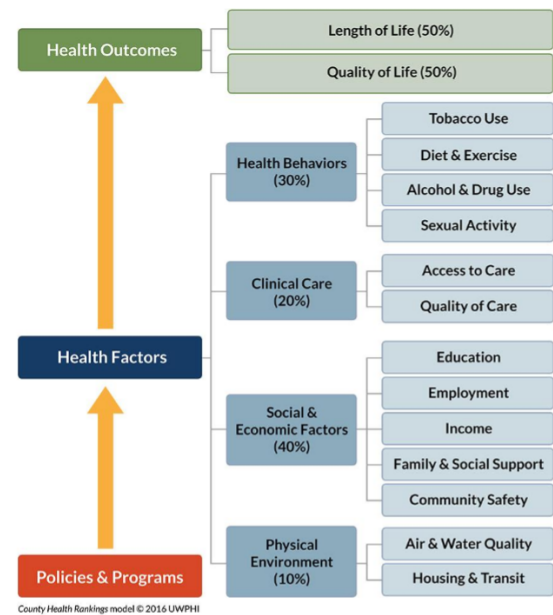 Health Outcomes
Length of Life (50%)
Quality of Life (50%)
Health Factors
Health Behaviors
(30%)
Tobacco Use
Diet & Exercise
Alcohol & Drug Use
Sexual Activity
Clinical Care
(20%)
Access to Care
Quality of Care
Social &
Economic Factors
(40%)
Education
Employment
Income
Family & Social Support
Community Safety
Physical
Environment
(10%)
Air & Water Quality
Housing & Transit
Policies & Programs
County Health Rankings model © 2016 UWPHI